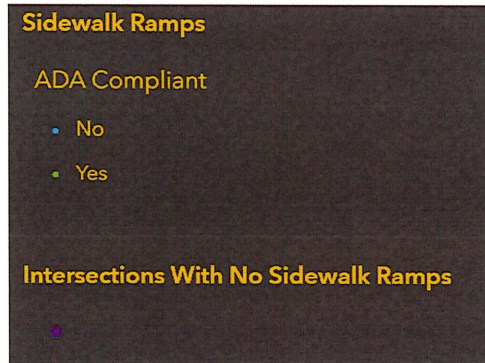 Sidewalk Ramps
ADA Compliant
No
Yes
Intersections With No Sidewalk Ramps